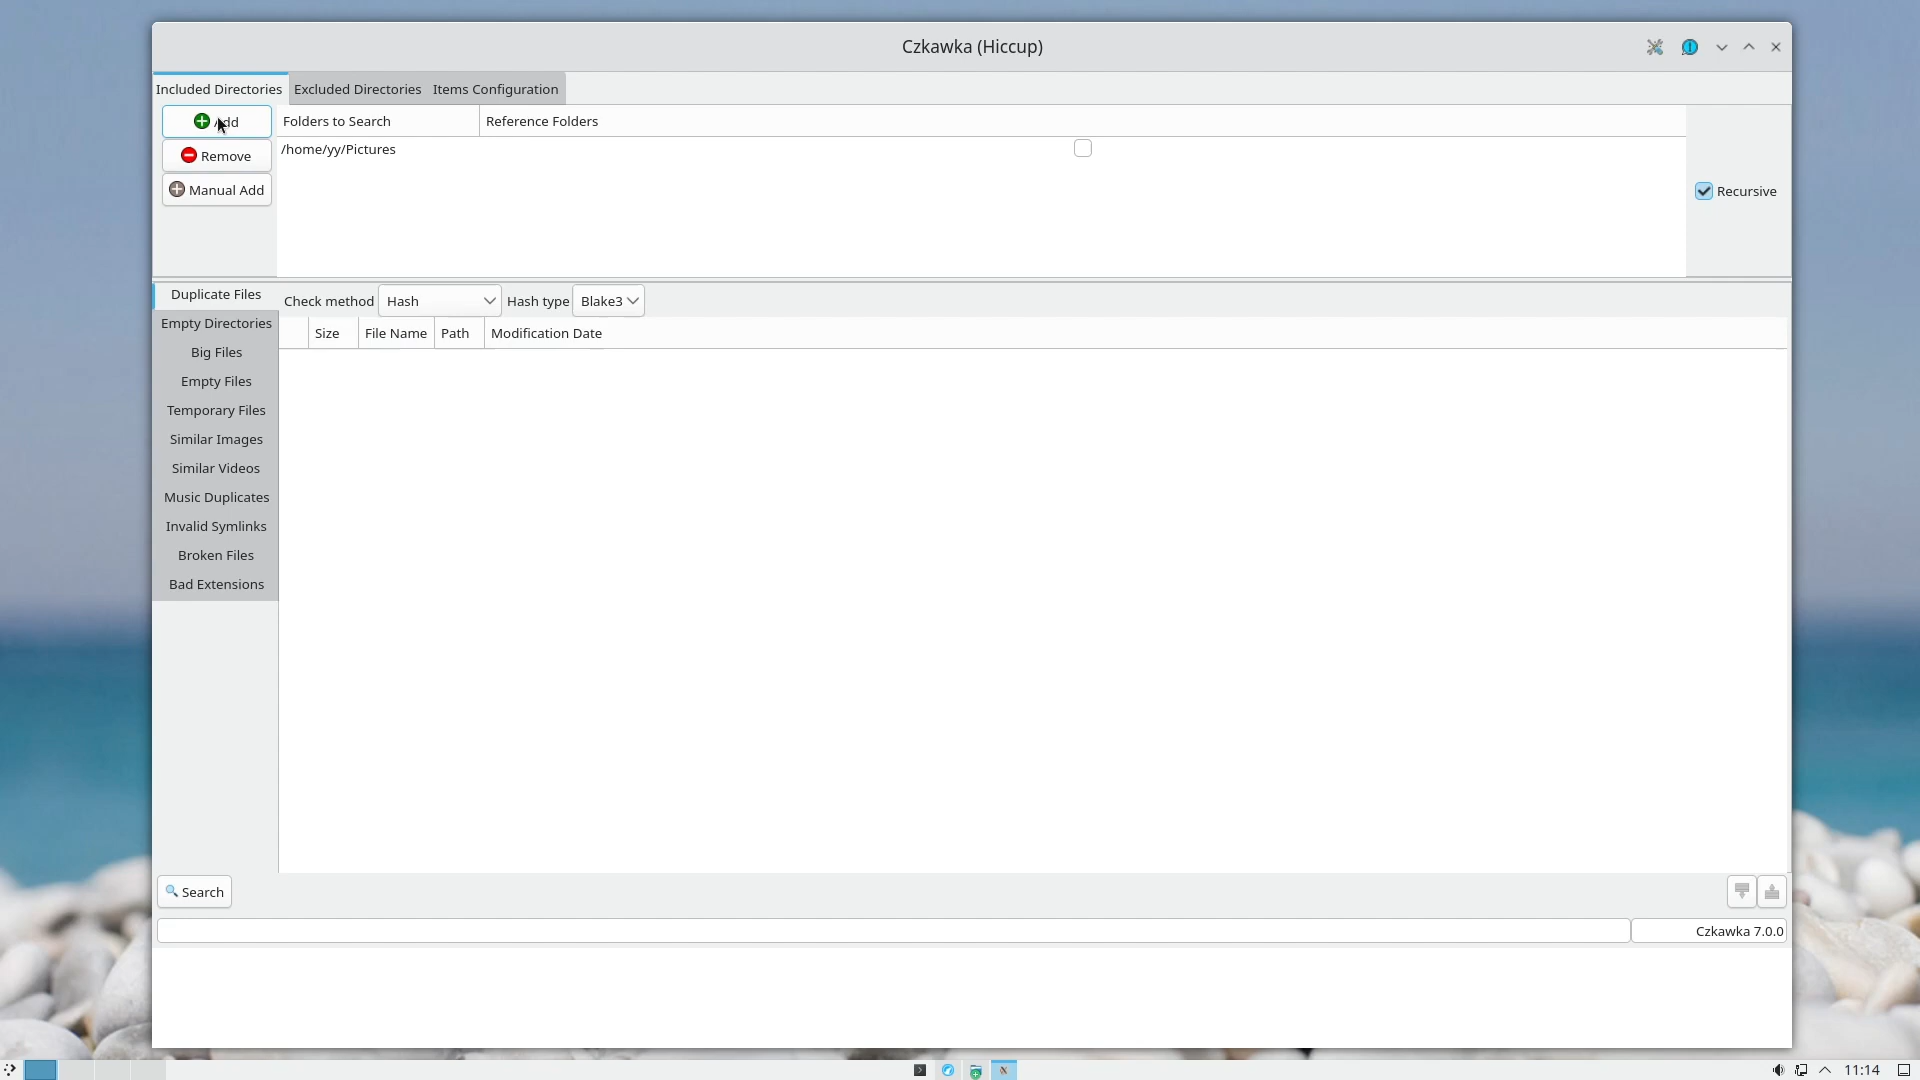 Czkawka (Hiccup)
Included Directories Excluded Directories Items Configuration
Add Folders to Search Reference Folders
/home/yy/Pictures
Remove
Manual Add Recursive
Duplicate Files Check method Hash Hash type Blake3
Empty Directories Size File Name Path Modification Date
Big Files
Empty Files
Temporary Files
Similar Images
Similar Videos
Music Duplicates
Invalid Symlinks
Broken Files
Bad Extensions
Search
Czkawka 7.0.0
11:14